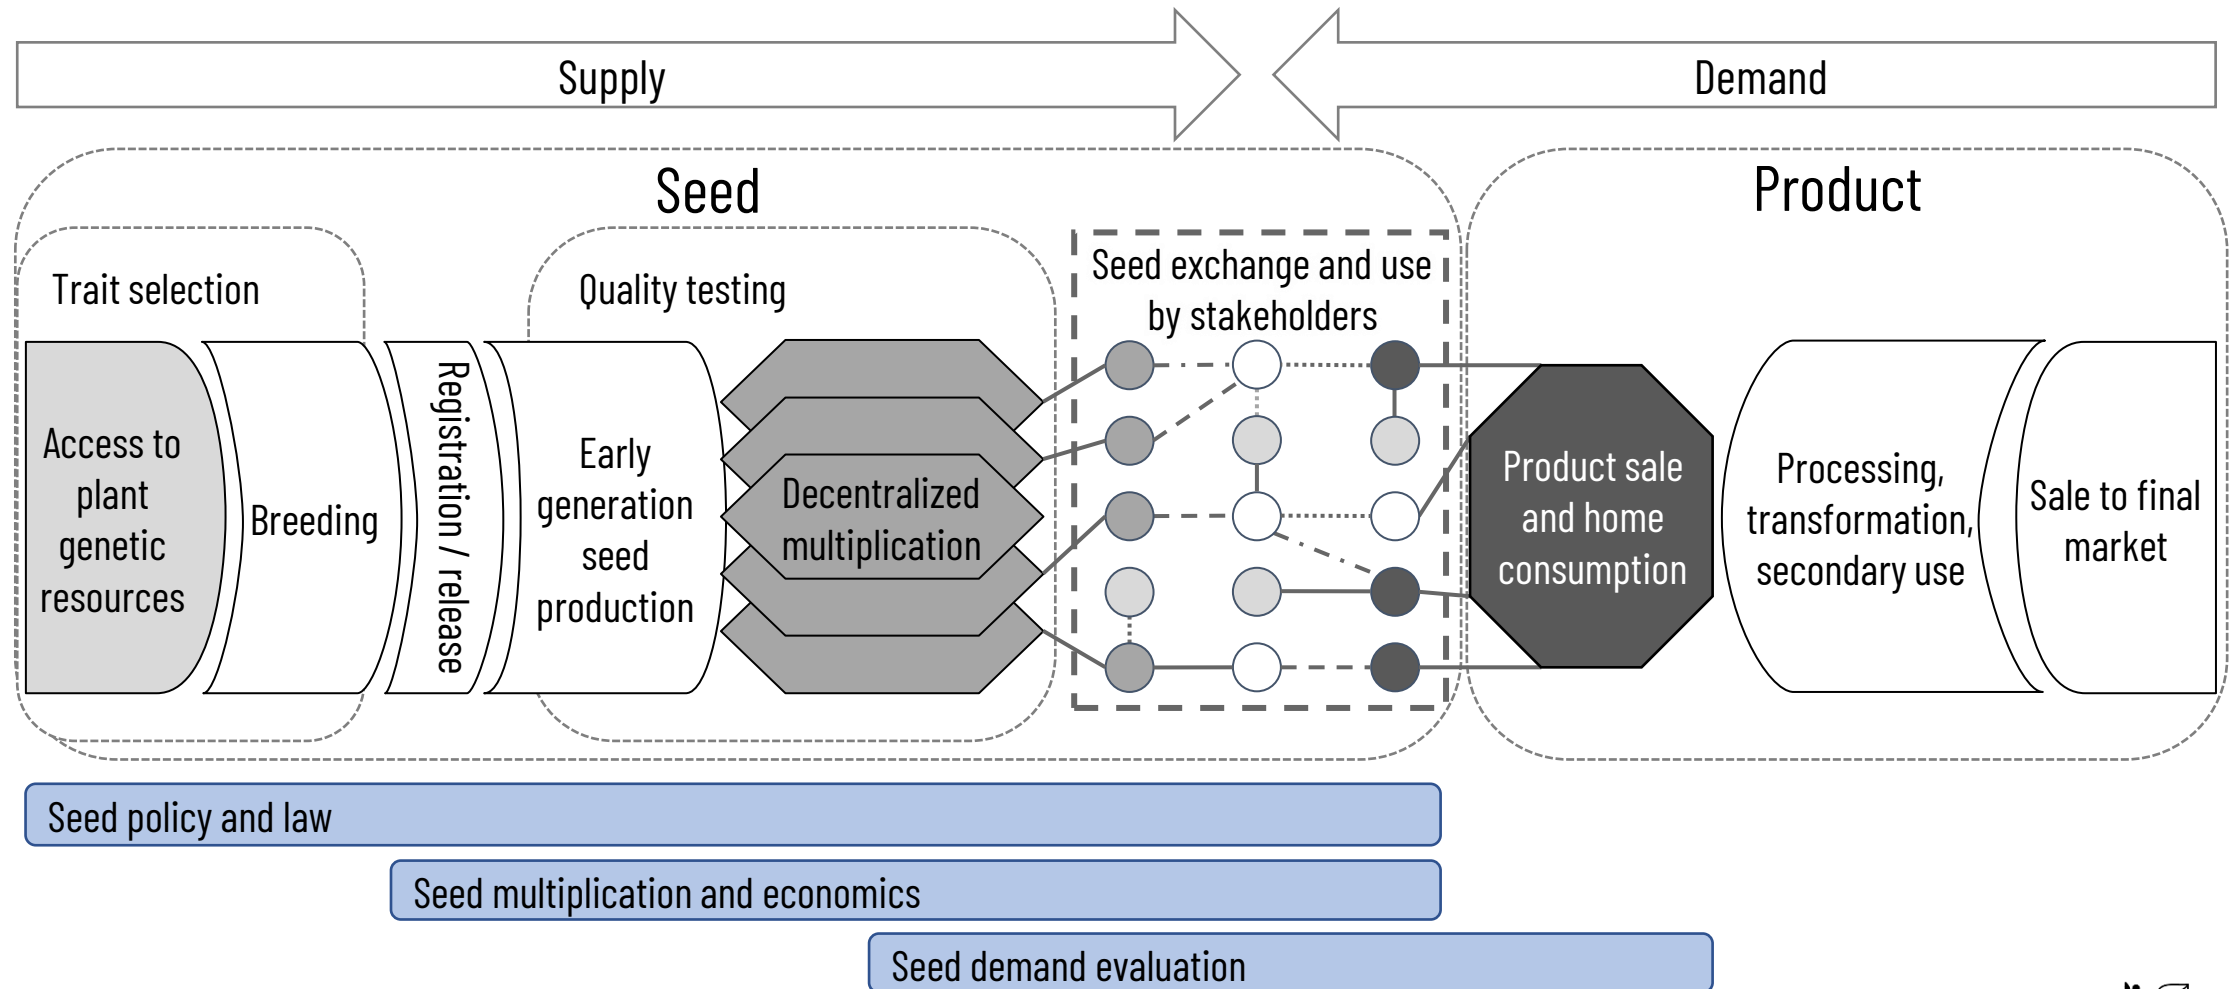 Supply
Demand
Seed
Product
Trait selection
Quality testing
Seed exchange and use
by stakeholders
Access to
plant
genetic
resources
Breeding
Registration / release
Early
generation
seed
production
Decentralized
multiplication
Product sale
and home
consumption
Processing,
transformation,
secondary use
Sale to final
market
Seed policy and law
Seed multiplication and economics
Seed demand evaluation